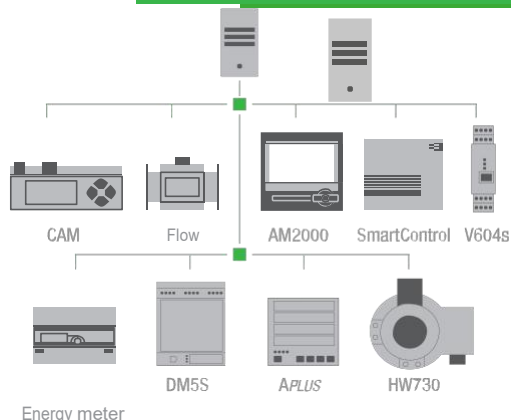 CAM
Flow
AM2000
SmartControl
V604s
DM5S
APLUS
HW730
Energy meter